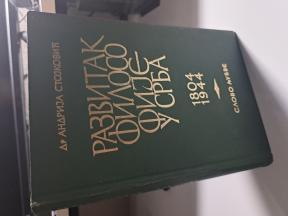 Др АНДРИЈА СТОЈКОВИЋ
РАЗВИТАК
ФИЛОСО
ФИЈЕ
У СРБА
1804
1944
СЛОВО ЉУБВЕ